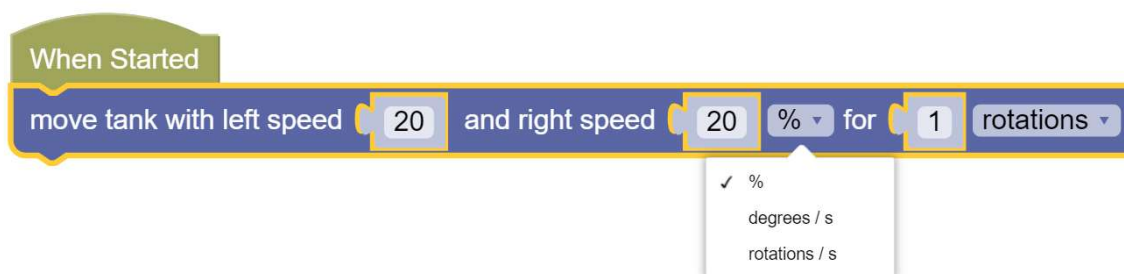 When Started
move tank with left speed 20 and right speed 20 % for 1 rotations
✓ %
degrees / s
rotations / s